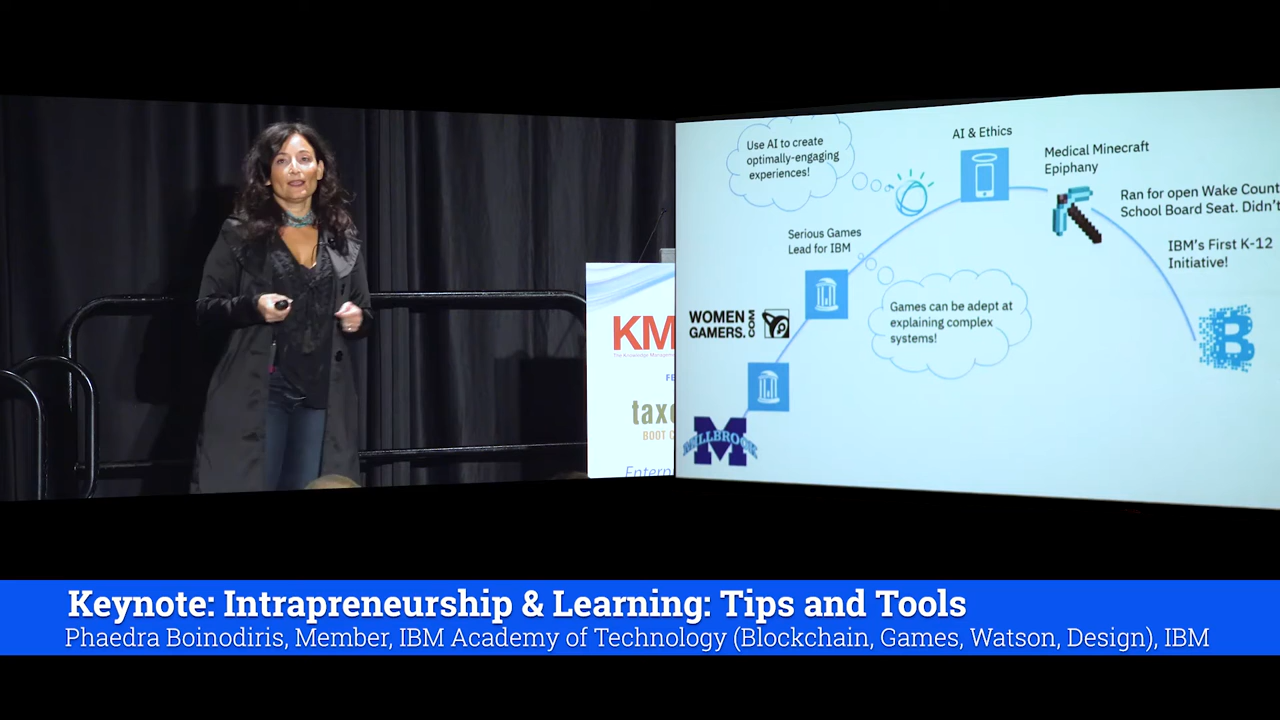 Use AI to create
optimally-engaging
experiences!
AI & Ethics
Medical Minecraft
Epiphany
Ran for open Wake Count
School Board Seat. Didn't
IBM's First K-12
Initiative!
Serious Games
Lead for IBM
Games can be adept at
explaining complex
systems!
WOMEN
GAMERS.
.COM
MILLBROOK
M
B
KM
taxo
BOOT C
Enterp
Keynote: Intrapreneurship & Learning: Tips and Tools
Phaedra Boinodiris, Member, IBM Academy of Technology (Blockchain, Games, Watson, Design), IBM